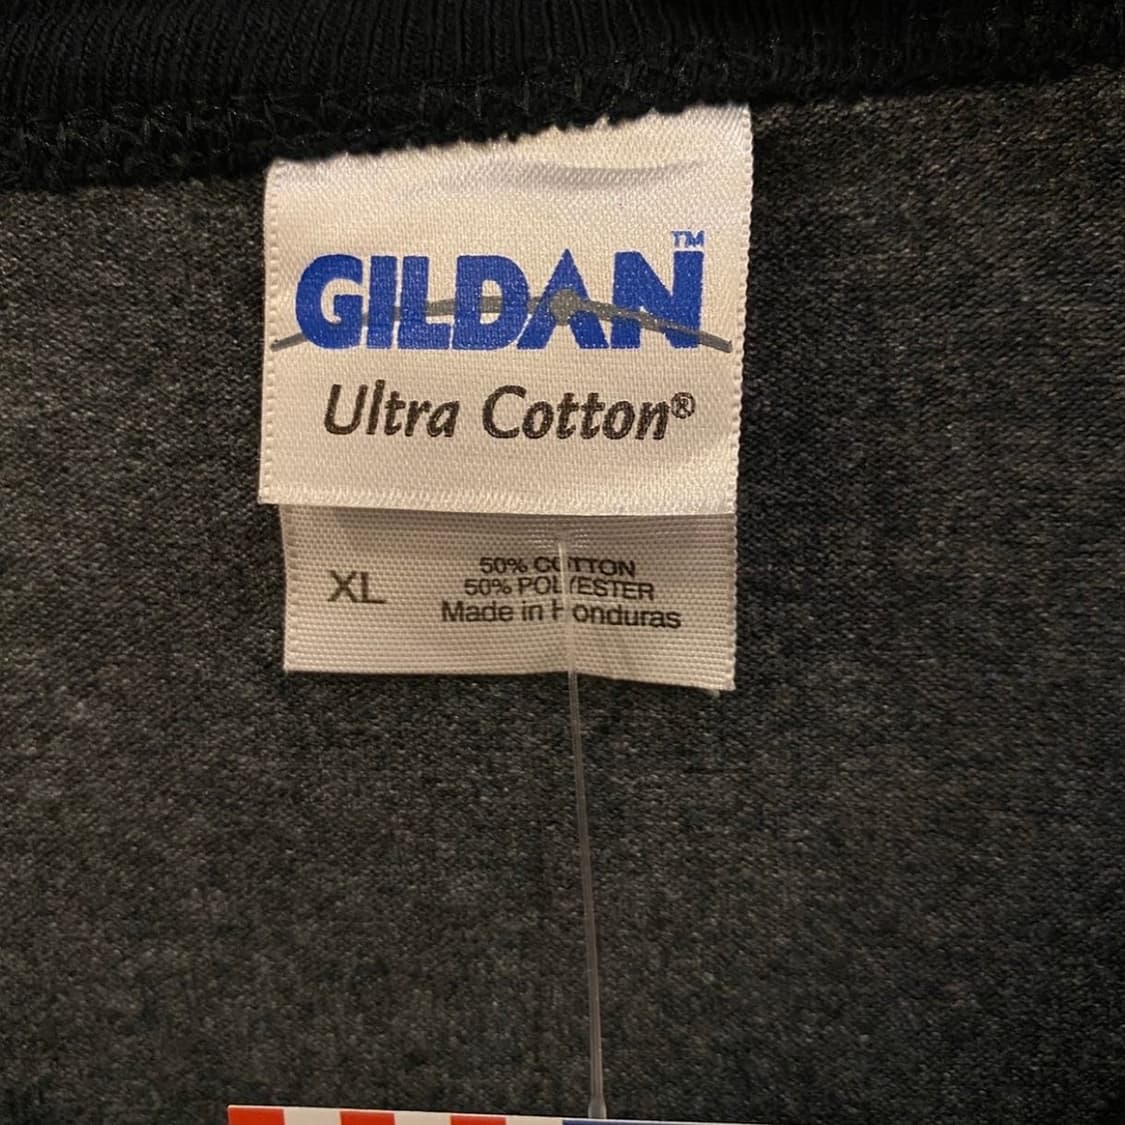 GILDAN™
Ultra Cotton®
XL
50% COTTON
50% POLYESTER
Made in Honduras